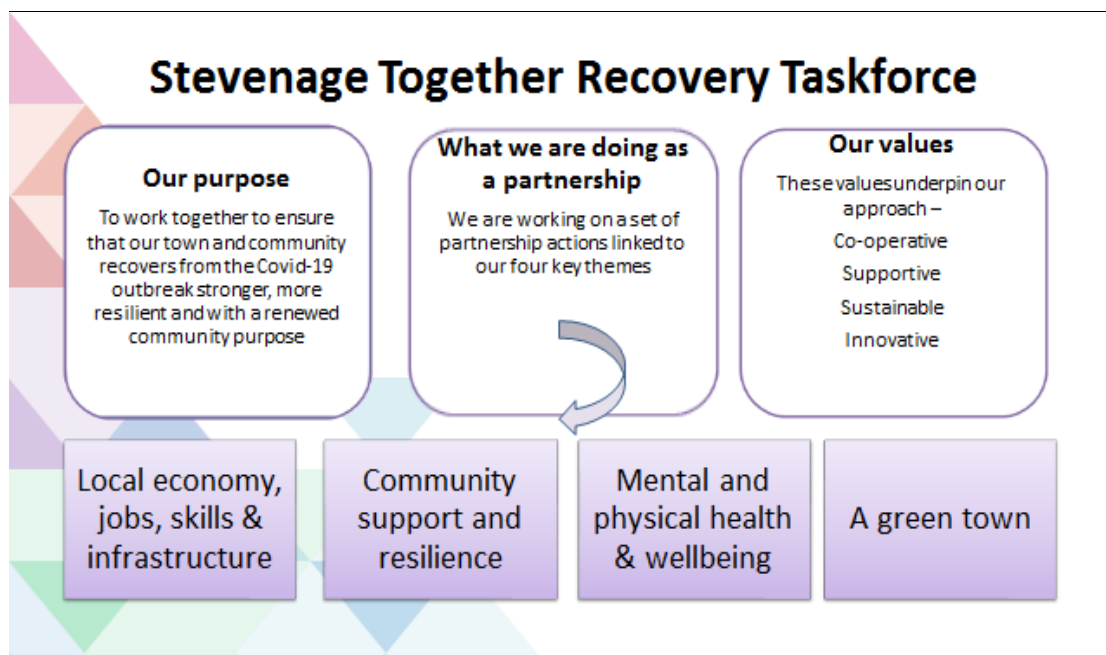 Stevenage Together Recovery Taskforce
Our purpose
To work together to ensure
that our town and community
recovers from the Covid-19
outbreak stronger, more
resilient and with a renewed
community purpose
What we are doing as
a partnership
We are working on a set of
partnership actions linked to
our four key themes
Our values
These values underpin our
approach –
Co-operative
Supportive
Sustainable
Innovative
Local economy,
jobs, skills &
infrastructure
Community
support and
resilience
Mental and
physical health
& wellbeing
A green town